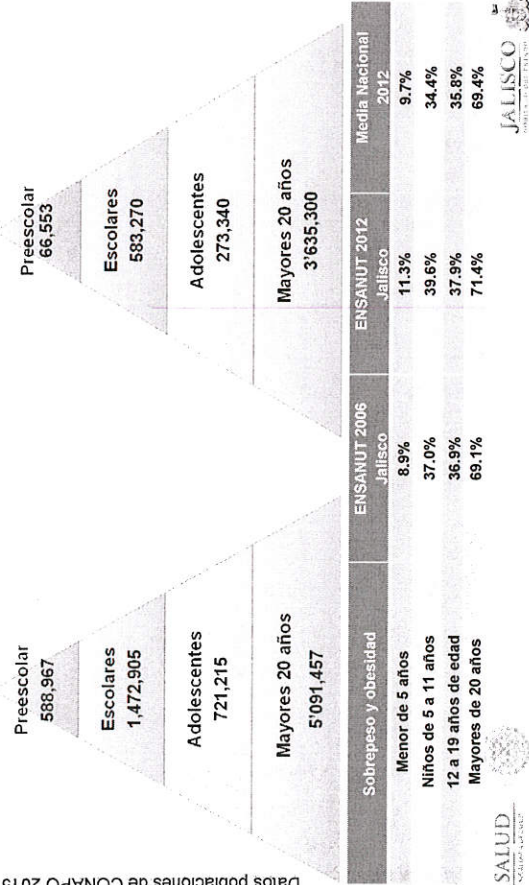 Datos poblaciones de CONAPO 2013
Preescolar
588,967
Escolares
1,472,905
Adolescentes
721,215
Mayores 20 años
5'091,457
Preescolar
66,553
Escolares
583,270
Adolescentes
273,340
Mayores 20 años
3'635,300
Sobrepeso y obesidad
ENSANUT 2006
Jalisco
ENSANUT 2012
Jalisco
Media Nacional
2012
Menor de 5 años 8.9% 11.3% 9.7%
Niños de 5 a 11 años 37.0% 39.6% 34.4%
12 a 19 años de edad 36.9% 37.9% 35.8%
Mayores de 20 años 69.1% 71.4% 69.4%
SALUD
JALISCO